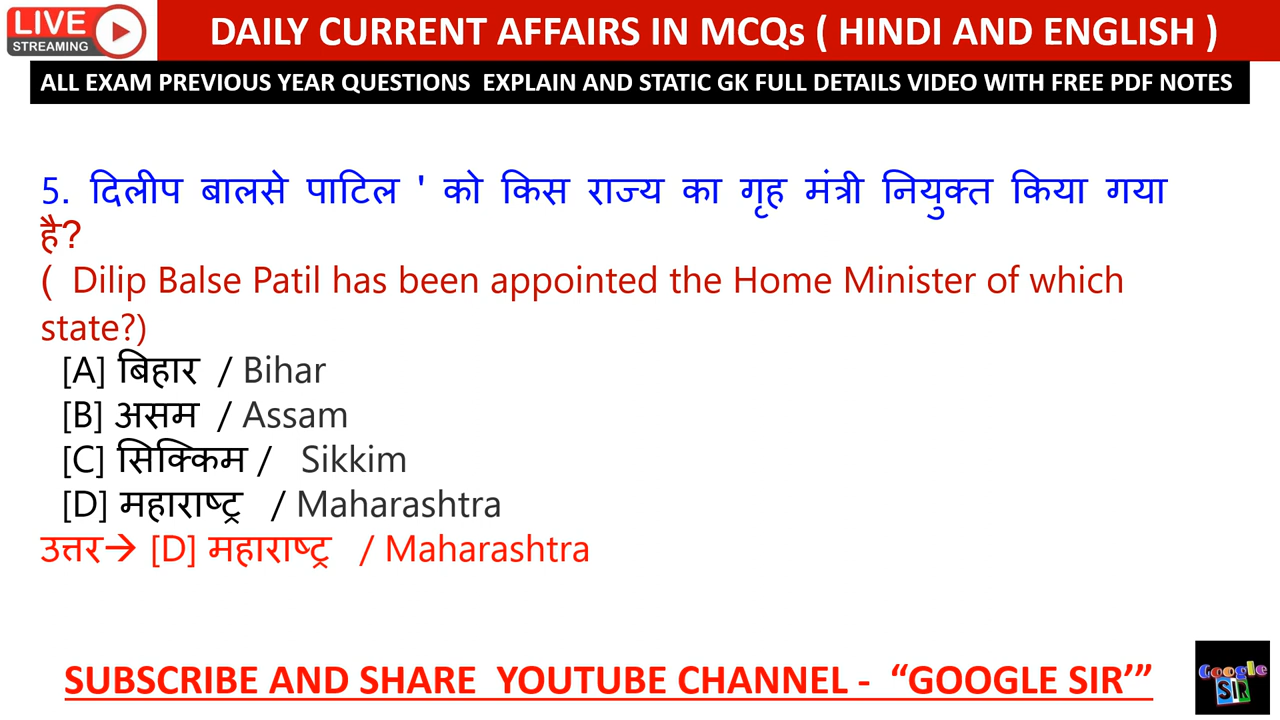 LIVE
STREAMING
DAILY CURRENT AFFAIRS IN MCQs ( HINDI AND ENGLISH )
ALL EXAM PREVIOUS YEAR QUESTIONS EXPLAIN AND STATIC GK FULL DETAILS VIDEO WITH FREE PDF NOTES
5. दिलीप बालसे पाटिल ' को किस राज्य का गृह मंत्री नियुक्त किया गया
है?
( Dilip Balse Patil has been appointed the Home Minister of which
state?)
[A] बिहार / Bihar
[B] असम / Assam
[C] सिक्किम / Sikkim
[D] महाराष्ट्र / Maharashtra
उत्तर→ [D] महाराष्ट्र / Maharashtra
SUBSCRIBE AND SHARE YOUTUBE CHANNEL - “GOOGLE SIR’”
Google
SIR